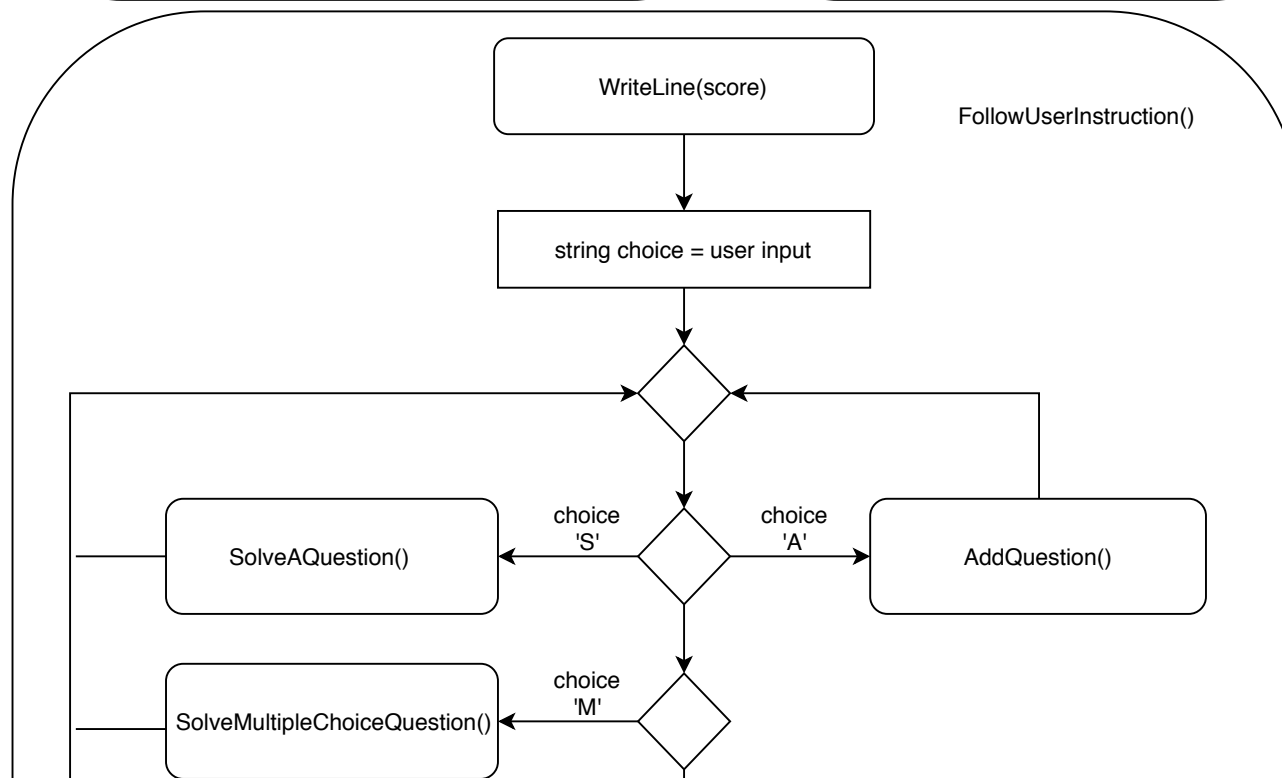 WriteLine(score)
FollowUserInstruction()
string choice = user input
choice
'S'
choice
'A'
SolveAQuestion()
AddQuestion()
choice
'M'
SolveMultipleChoiceQuestion()